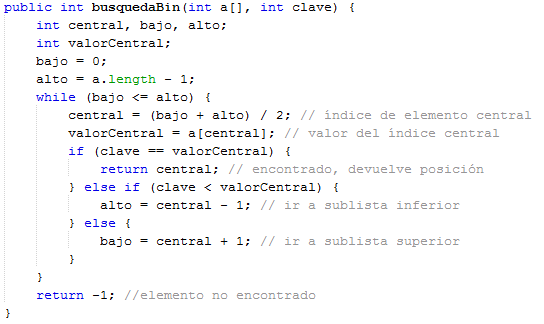 public int busquedaBin(int a[], int clave) {
int central, bajo, alto;
int valorCentral;
bajo = 0;
alto = a.length - 1;
while (bajo <= alto) {
central = (bajo + alto) / 2; // índice de elemento central
valorCentral = a[central]; // valor del índice central
if (clave == valorCentral) {
return central; // encontrado, devuelve posición
} else if (clave < valorCentral) {
alto = central - 1; // ir a sublista inferior
} else {
bajo = central + 1; // ir a sublista superior
}
}
return -1; //elemento no encontrado
}